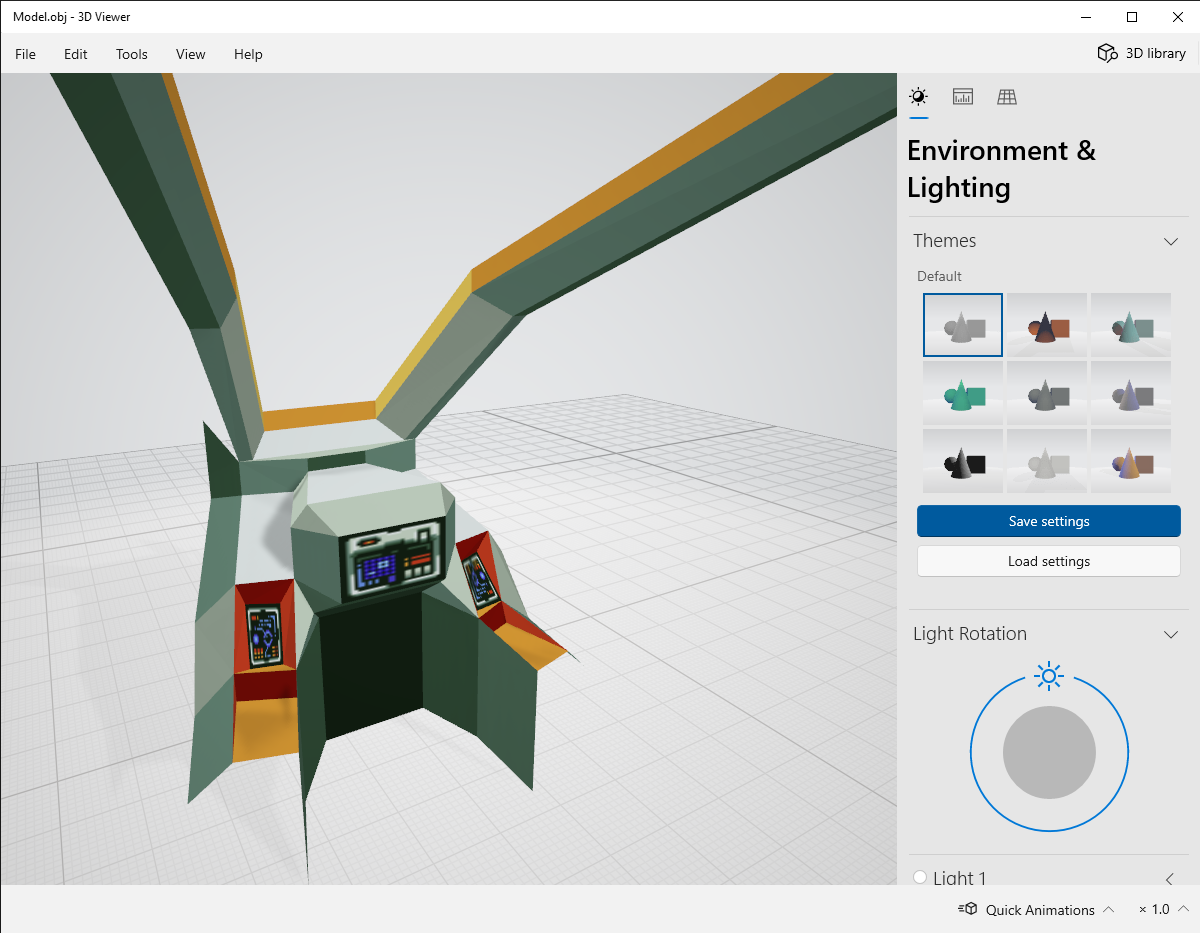 Model.obj - 3D Viewer
File Edit Tools View Help
3D library
Environment &
Lighting
Themes
Default
Save settings
Load settings
Light Rotation
Light 1
Quick Animations
× 1.0